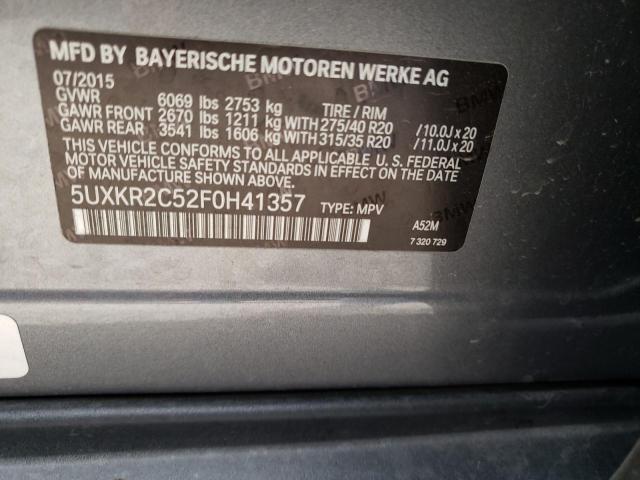 MFD BY BAYERISCHE MOTOREN WERKE AG
07/2015
GVWR 6069 lbs 2753 kg TIRE / RIM
GAWR FRONT 2670 lbs 1211 kg WITH 275/40 R20 /10.0J x 20
GAWR REAR 3541 lbs 1606 kg WITH 315/35 R20 /11.0J x 20
THIS VEHICLE CONFORMS TO ALL APPLICABLE U. S. FEDERAL
MOTOR VEHICLE SAFETY STANDARDS IN EFFECT ON THE
DATE OF MANUFACTURE SHOWN ABOVE.
5UXKR2C52F0H41357 TYPE: MPV
A52M
7 320 729